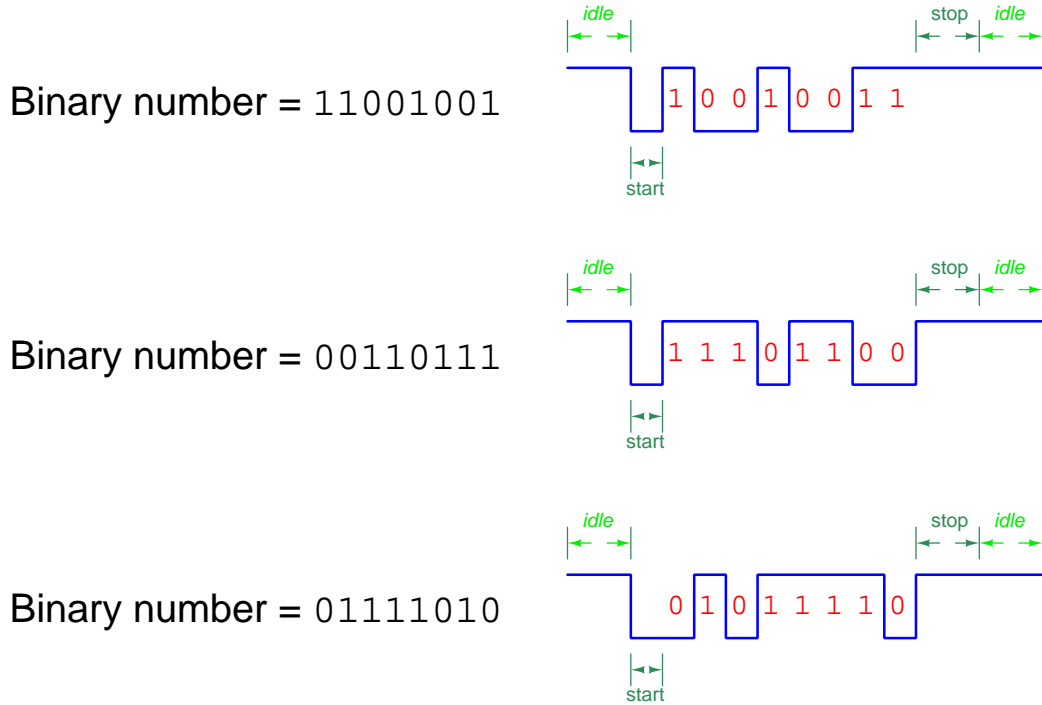 idle stop idle
Binary number = 11001001
1 0 0 1 0 0 1 1
start
idle stop idle
Binary number = 00110111
1 1 1 0 1 1 0 0
start
idle stop idle
Binary number = 01111010
0 1 0 1 1 1 1 0
start